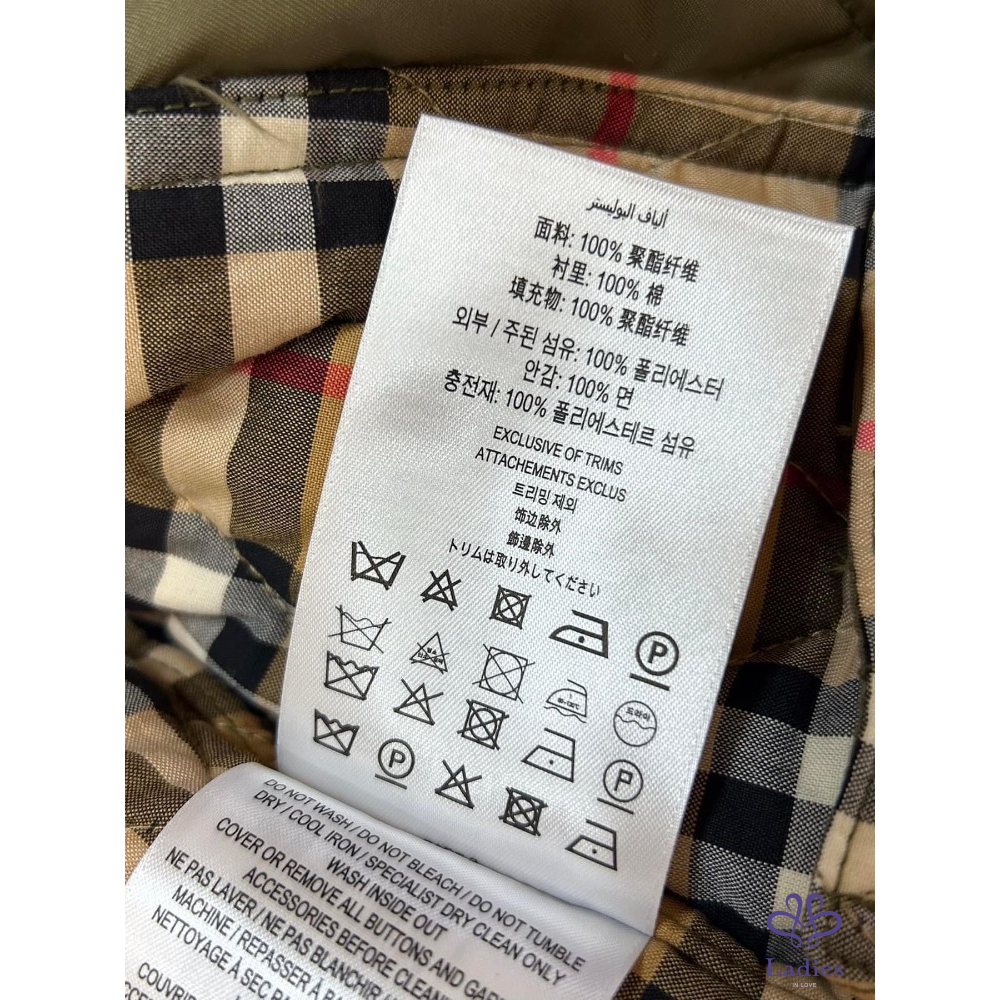 ألياف البوليستر
面料: 100% 聚酯纤维
衬里: 100% 棉
填充物: 100% 聚酯纤维
외부 / 주된 섬유: 100% 폴리에스터
안감: 100% 면
충전재: 100% 폴리에스테르 섬유
EXCLUSIVE OF TRIMS
ATTACHEMENTS EXCLUS
트리밍 제외
饰边除外
飾邊除外
トリムは取り外してください
P
드라이
P
P
DO NOT WASH / DO NOT BLEACH / DO NOT TUMBLE
DRY / COOL IRON / SPECIALIST DRY CLEAN ONLY
WASH INSIDE OUT
COVER OR REMOVE ALL BUTTONS AND
ACCESSORIES BEFORE
NE PAS LAVER / NE PAS BLANCHIR
MACHINE / REPASSER À
NETTOYAGE À SEC
Ladies
IN LOVE